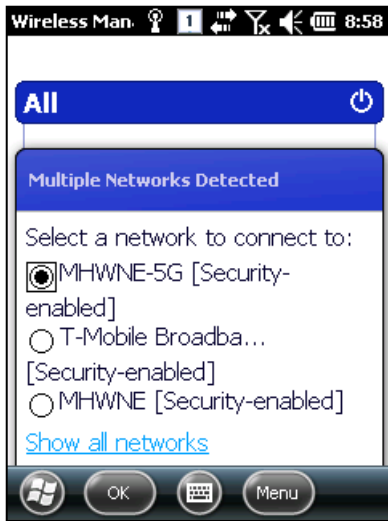 Wireless Man 1 8:58
All
Multiple Networks Detected
Select a network to connect to:
MHWNE-5G [Security-
enabled]
T-Mobile Broadba...
[Security-enabled]
MHWNE [Security-enabled]
Show all networks
OK Menu